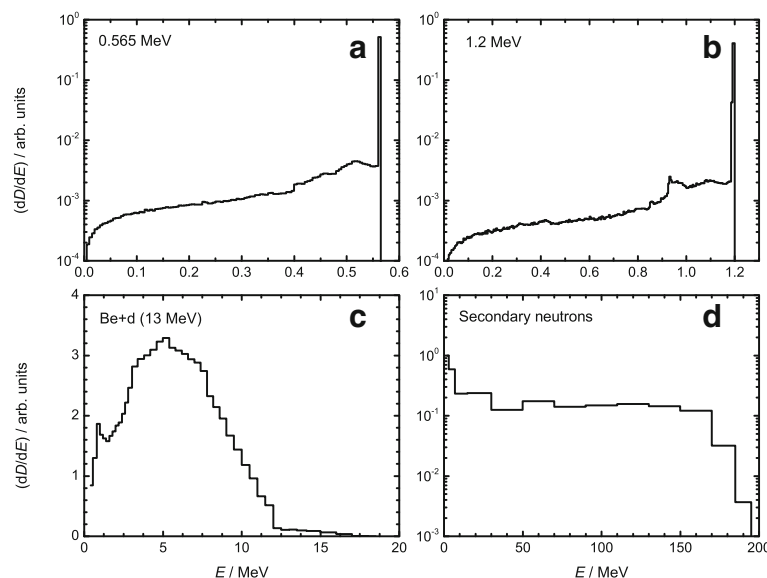 0.565 MeV
a
10^0
10^-1
10^-2
10^-3
10^-4
0.0 0.1 0.2 0.3 0.4 0.5 0.6
(dD/dE) / arb. units
1.2 MeV
b
10^0
10^-1
10^-2
10^-3
10^-4
0.0 0.2 0.4 0.6 0.8 1.0 1.2
Be+d (13 MeV)
c
4
3
2
1
0
0 5 10 15 20
(dD/dE) / arb. units
E / MeV
Secondary neutrons
d
10^1
10^0
10^-1
10^-2
10^-3
0 50 100 150 200
E / MeV